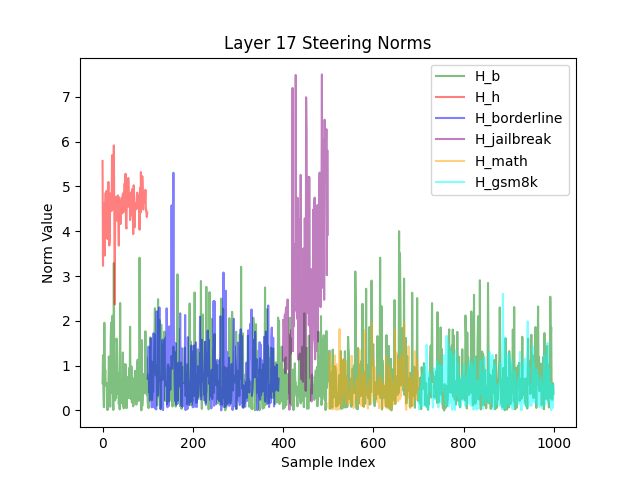 Layer 17 Steering Norms
H_b
H_h
H_borderline
H_jailbreak
H_math
H_gsm8k
Norm Value
7
6
5
4
3
2
1
0
0
200
400
600
800
1000
Sample Index